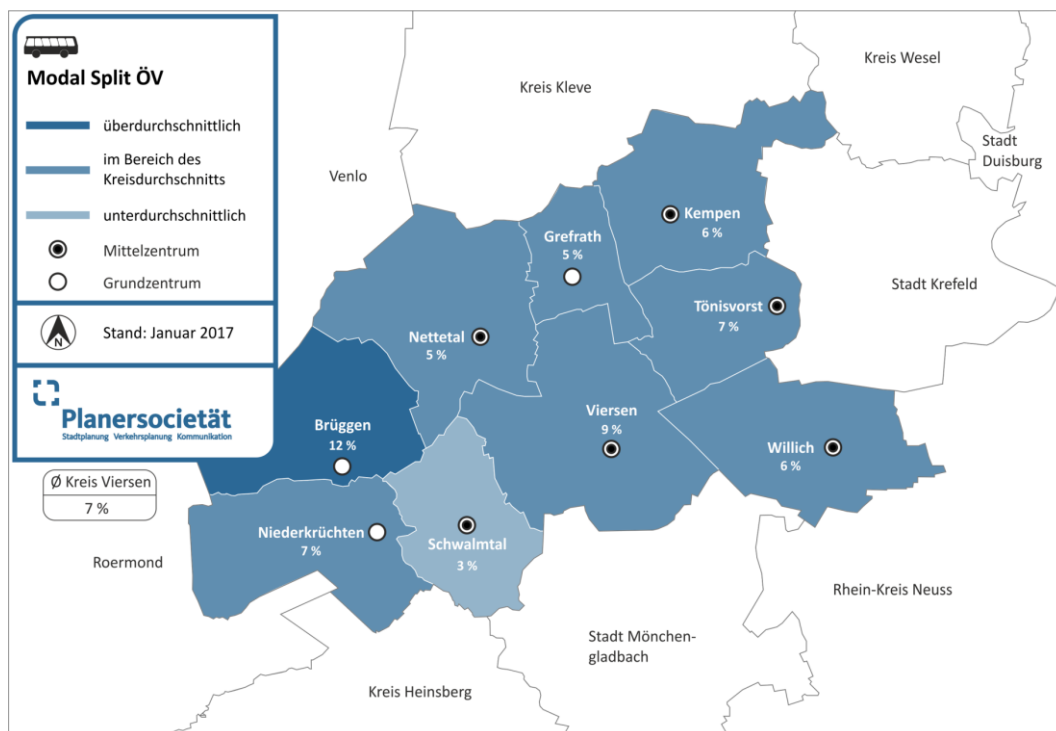 Modal Split ÖV
überdurchschnittlich
im Bereich des
Kreisdurchschnitts
unterdurchschnittlich
Mittelzentrum
Grundzentrum
N
Stand: Januar 2017
Planersocietät
Stadtplanung Verkehrsplanung Kommunikation
Ø Kreis Viersen
7 %
Kreis Wesel
Kreis Kleve
Stadt
Duisburg
Venlo
Kempen
6 %
Grefrath
5 %
Stadt Krefeld
Tönisvorst
7 %
Nettetal
5 %
Viersen
9 %
Brüggen
12 %
Willich
6 %
Niederkrüchten
7 %
Schwalmtal
3 %
Roermond
Rhein-Kreis Neuss
Stadt Mönchen-
gladbach
Kreis Heinsberg